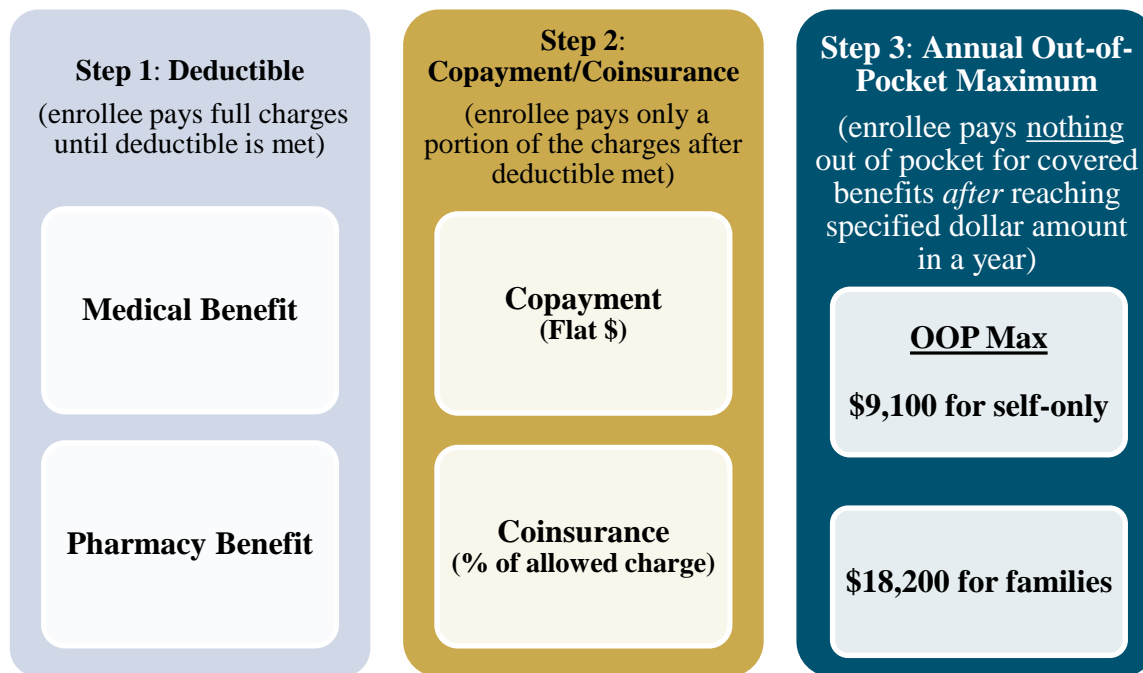 Step 1: Deductible
(enrollee pays full charges
until deductible is met)
Medical Benefit
Pharmacy Benefit
Step 2:
Copayment/Coinsurance
(enrollee pays only a
portion of the charges after
deductible met)
Copayment
(Flat $)
Coinsurance
(% of allowed charge)
Step 3: Annual Out-of-
Pocket Maximum
(enrollee pays nothing
out of pocket for covered
benefits after reaching
specified dollar amount
in a year)
OOP Max
$9,100 for self-only
$18,200 for families